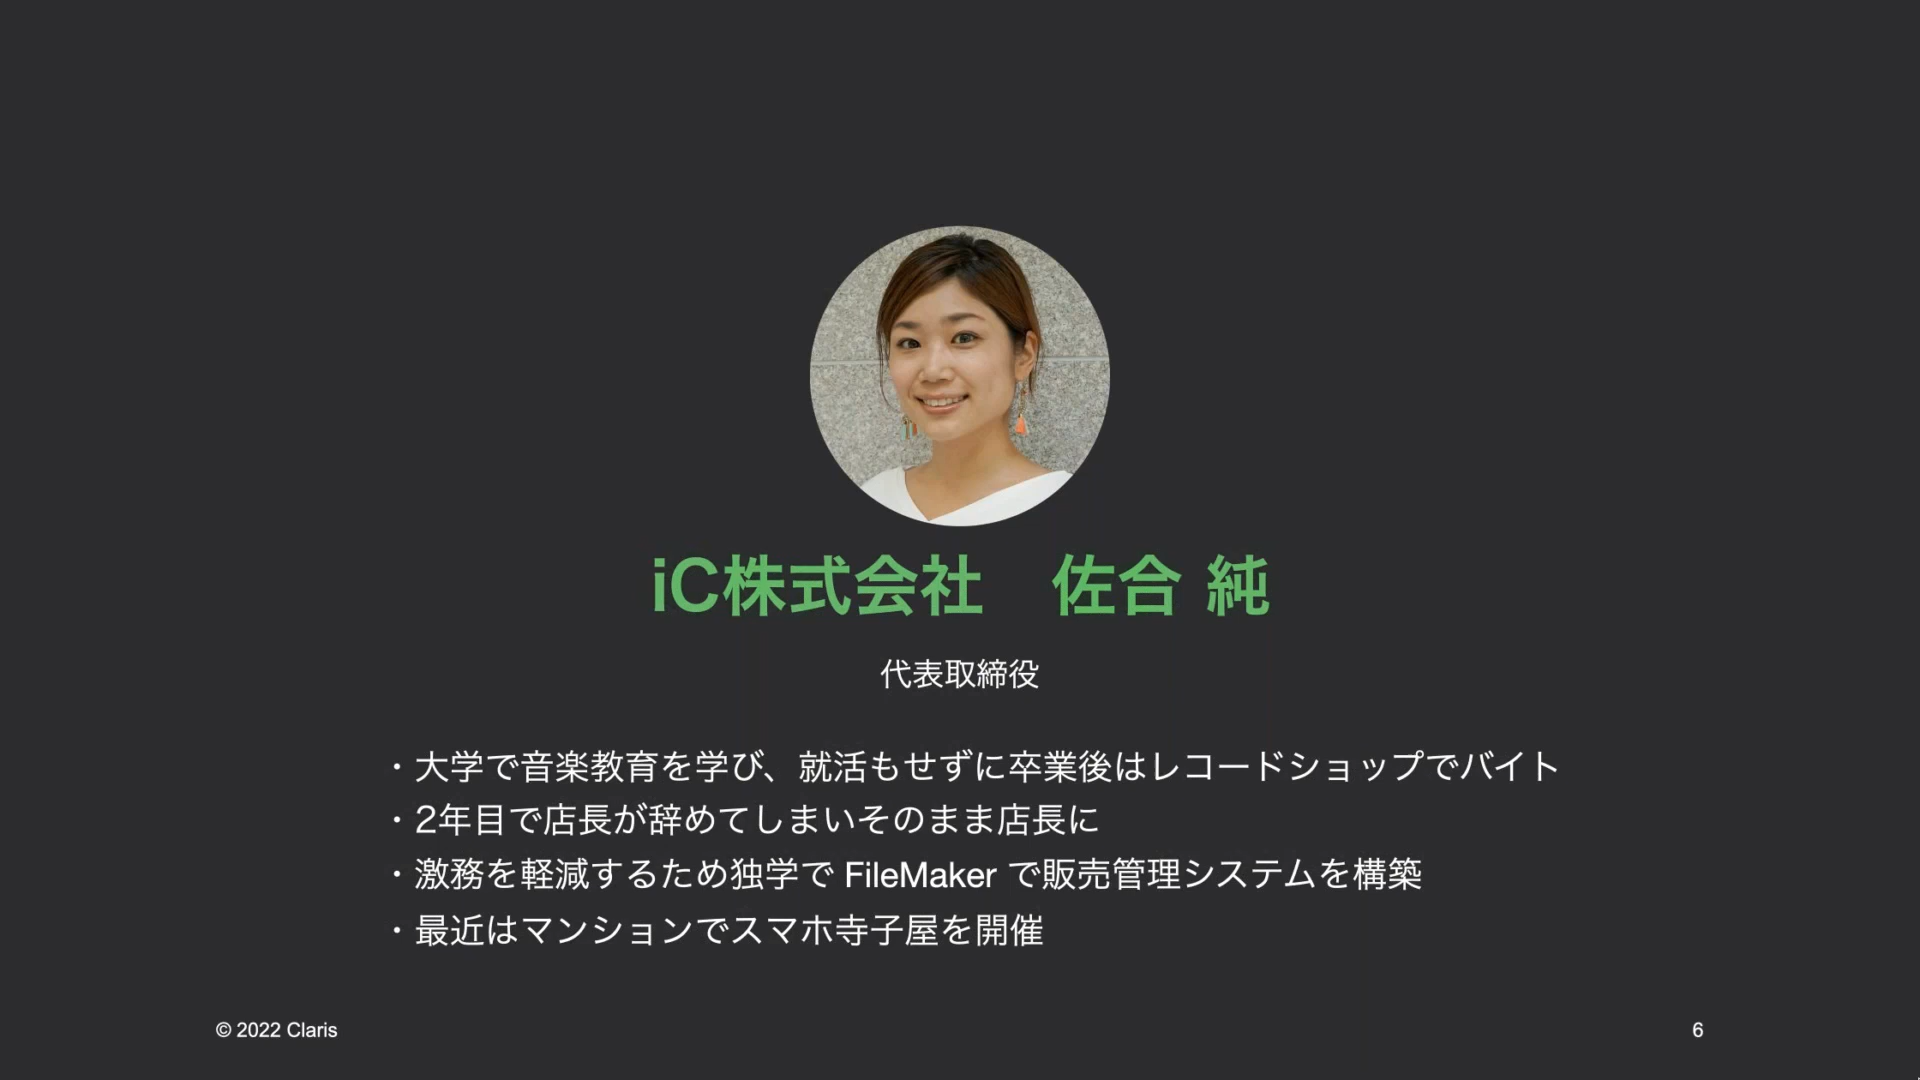 iC株式会社　佐合 純
代表取締役
・大学で音楽教育を学び、就活もせずに卒業後はレコードショップでバイト
・2年目で店長が辞めてしまいそのまま店長に
・激務を軽減するため独学で FileMaker で販売管理システムを構築
・最近はマンションでスマホ寺子屋を開催
© 2022 Claris
6